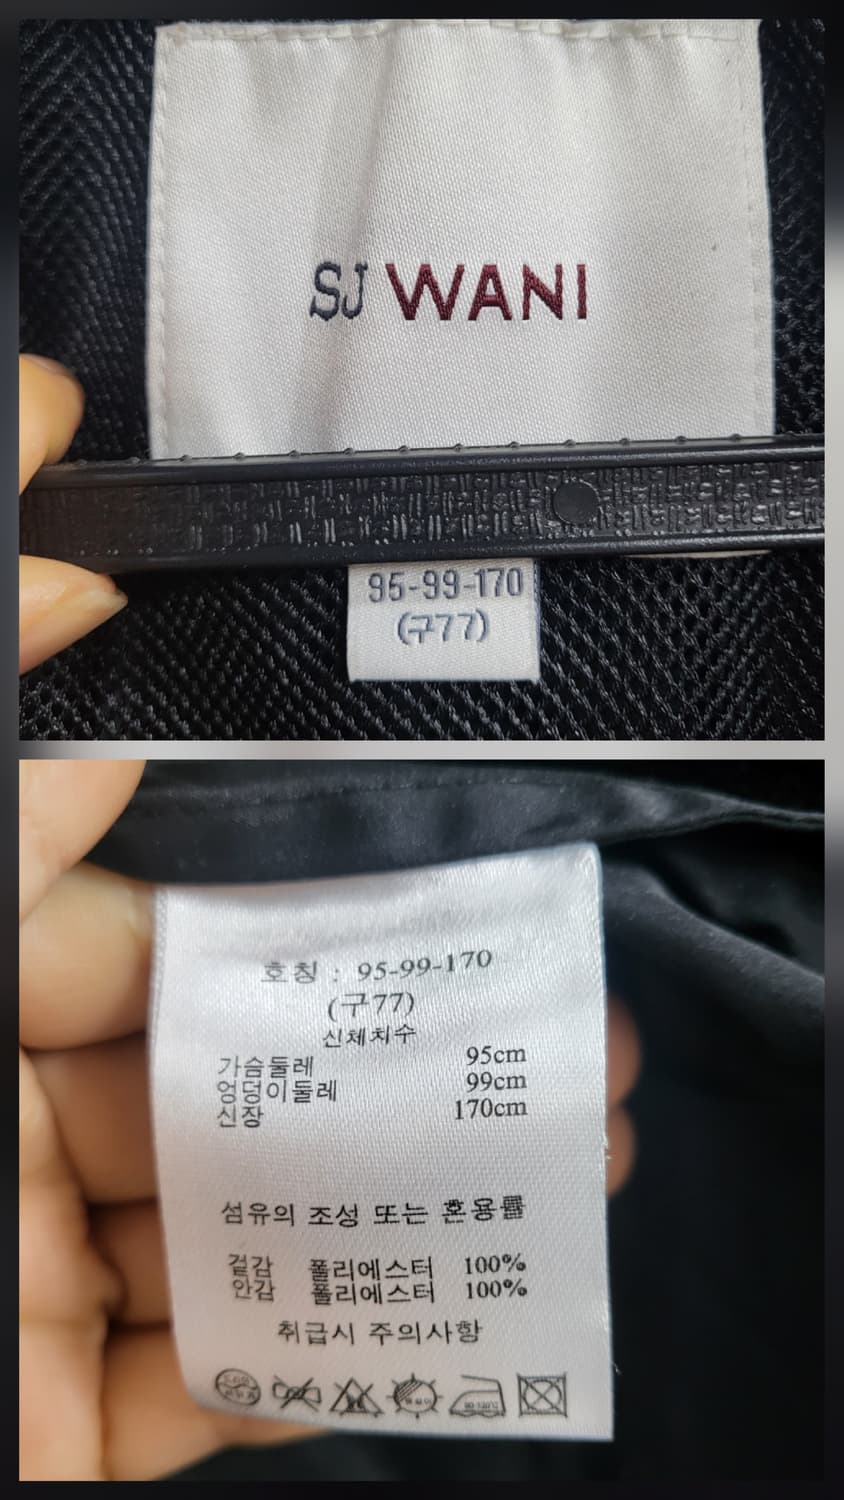 SJ WANI
95-99-170
(구77)
호칭 : 95-99-170
(구77)
신체치수
가슴둘레 95cm
엉덩이둘레 99cm
신장 170cm
섬유의 조성 또는 혼용률
겉감 폴리에스터 100%
안감 폴리에스터 100%
취급시 주의사항